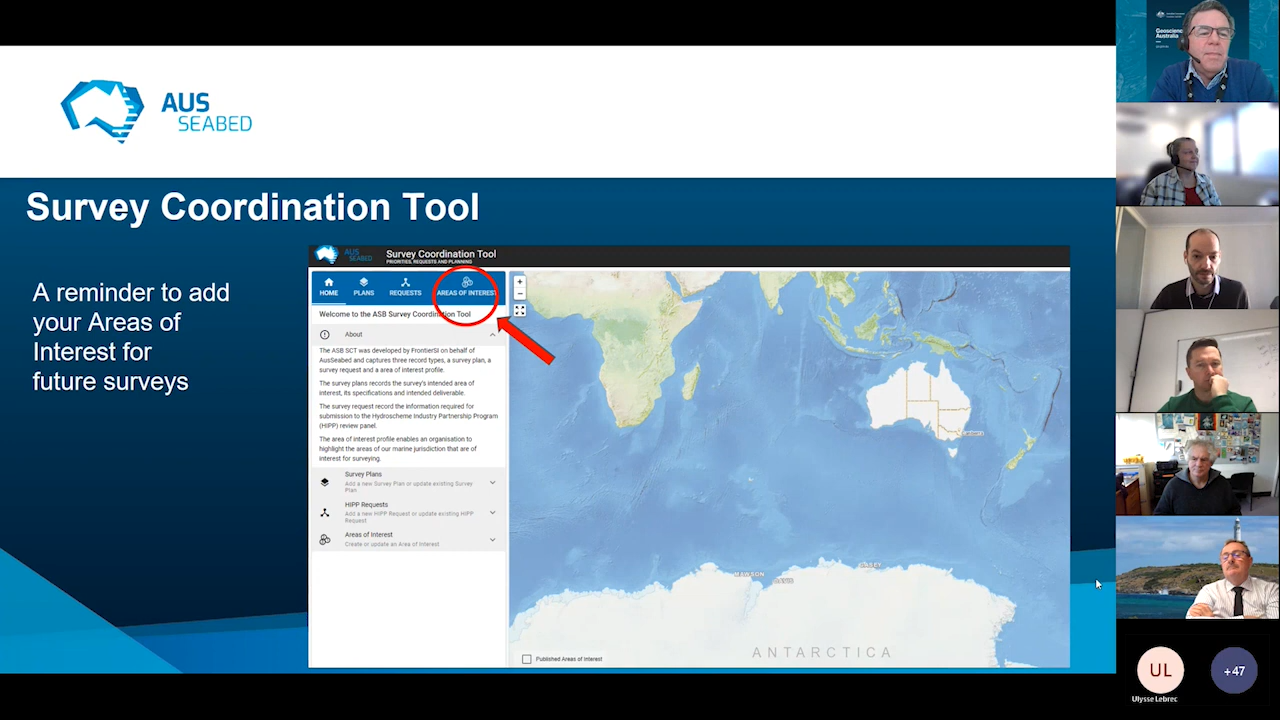 AUS
SEABED
Survey Coordination Tool
A reminder to add
your Areas of
Interest for
future surveys
AUS
SEABED
Survey Coordination Tool
PRIORITIES, REQUESTS AND PLANNING
HOME
PLANS
REQUESTS
AREAS OF INTEREST
Welcome to the ASB Survey Coordination Tool
About
The ASB SCT was developed by FrontierSI on behalf of
AusSeabed and captures three record types, a survey plan, a
survey request and a area of interest profile.
The survey plans records the survey's intended area of
interest, its specifications and intended deliverable.
The survey request record the information required for
submission to the Hydroscheme Industry Partnership Program
(HIPP) review panel.
The area of interest profile enables an organisation to
highlight the areas of our marine jurisdiction that are of
interest for surveying.
Survey Plans
Add a new Survey Plan or update existing Survey
Plan
HIPP Requests
Add a new HIPP Request or update existing HIPP
Request
Areas of Interest
Create or update an Area of Interest
+
−
Canberra
MAWSON
DAVIS
CASEY
ANTARCTICA
Published Areas of Interest
Geoscience
Australia
UL
+47
Ulysse Lebrec